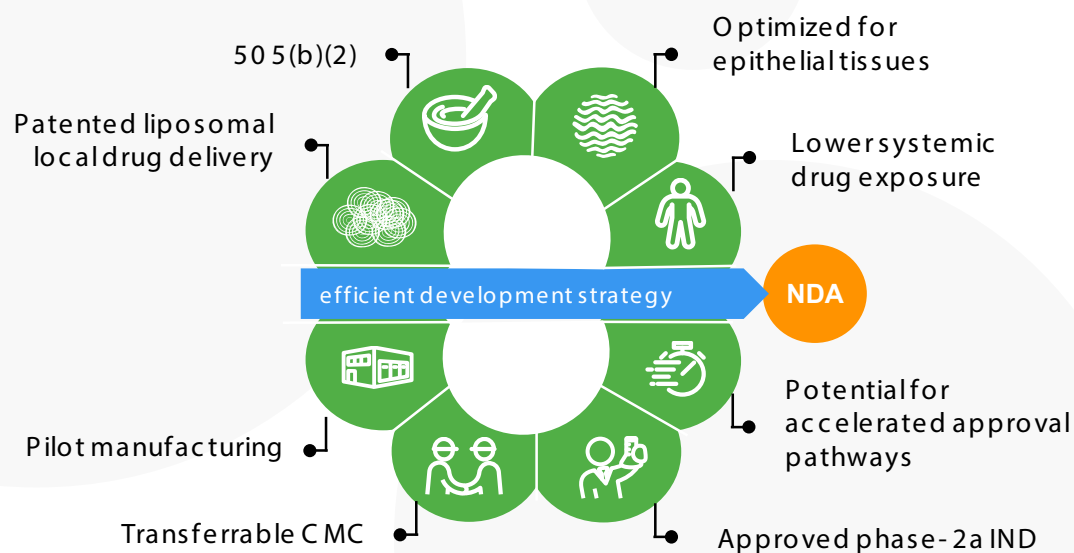 505(b)(2)
Optimized for
epithelial tissues
Patented liposomal
local drug delivery
Lower systemic
drug exposure
efficient development strategy
NDA
Pilot manufacturing
Potential for
accelerated approval
pathways
Transferrable CMC
Approved phase-2a IND